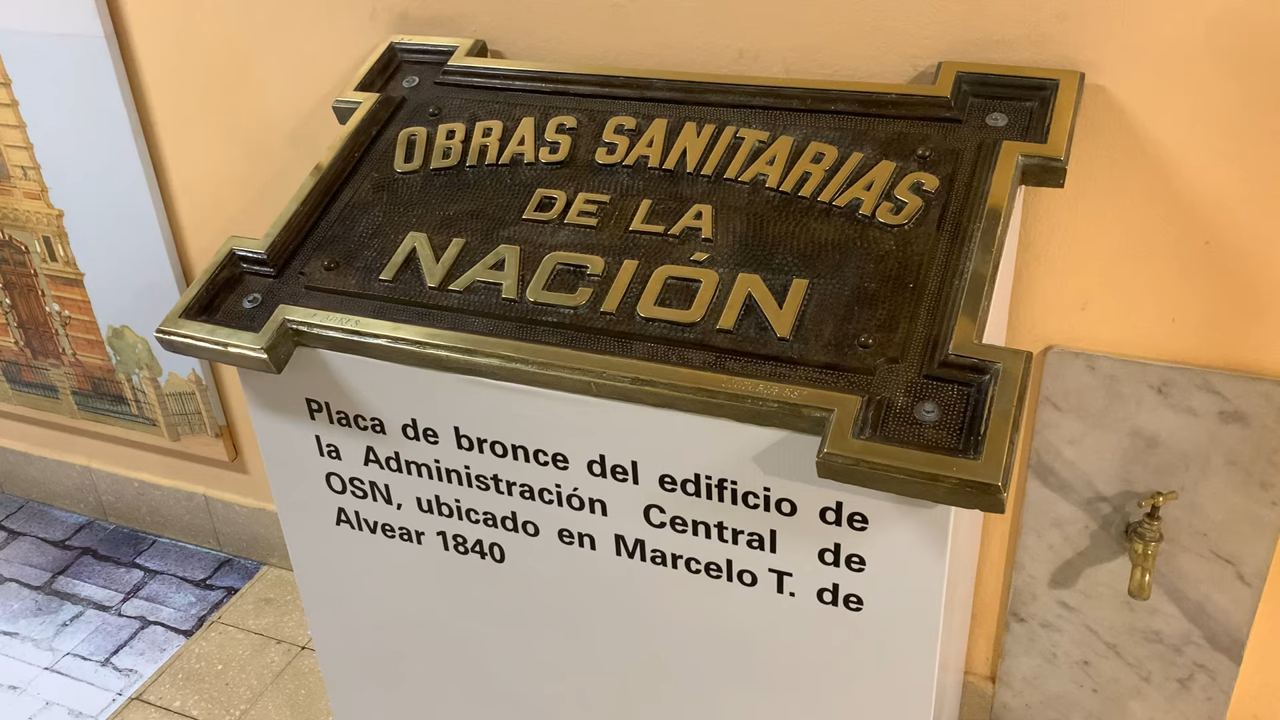 OBRAS SANITARIAS
DE LA
NACIÓN
Placa de bronce del edificio de
la Administración Central de
OSN, ubicado en Marcelo T. de
Alvear 1840